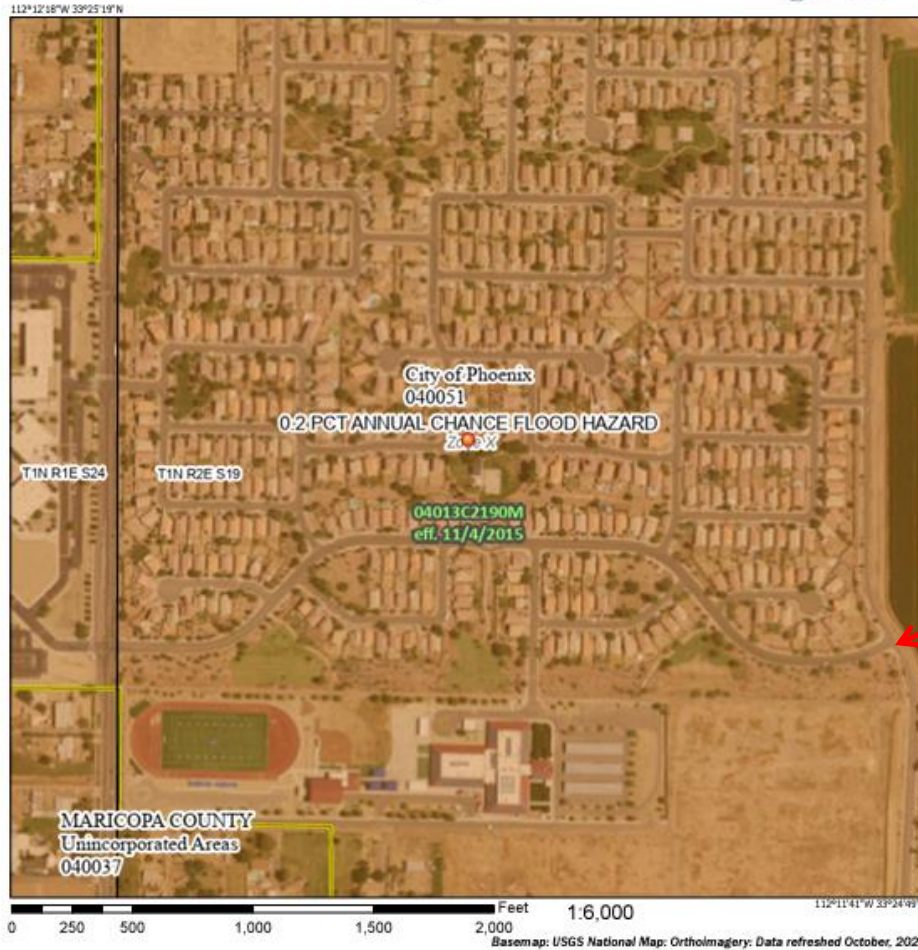 112°12'18"W 33°25'19"N
City of Phoenix
040051
0.2 PCT ANNUAL CHANCE FLOOD HAZARD
Zone X
T1N R1E S24
T1N R2E S19
04013C2190M
eff. 11/4/2015
MARICOPA COUNTY
Unincorporated Areas
040037
Feet
1:6,000
112°11'41"W 33°24'49
0 250 500 1,000 1,500 2,000
Basemap: USGS National Map: Orthoimagery: Data refreshed October, 202